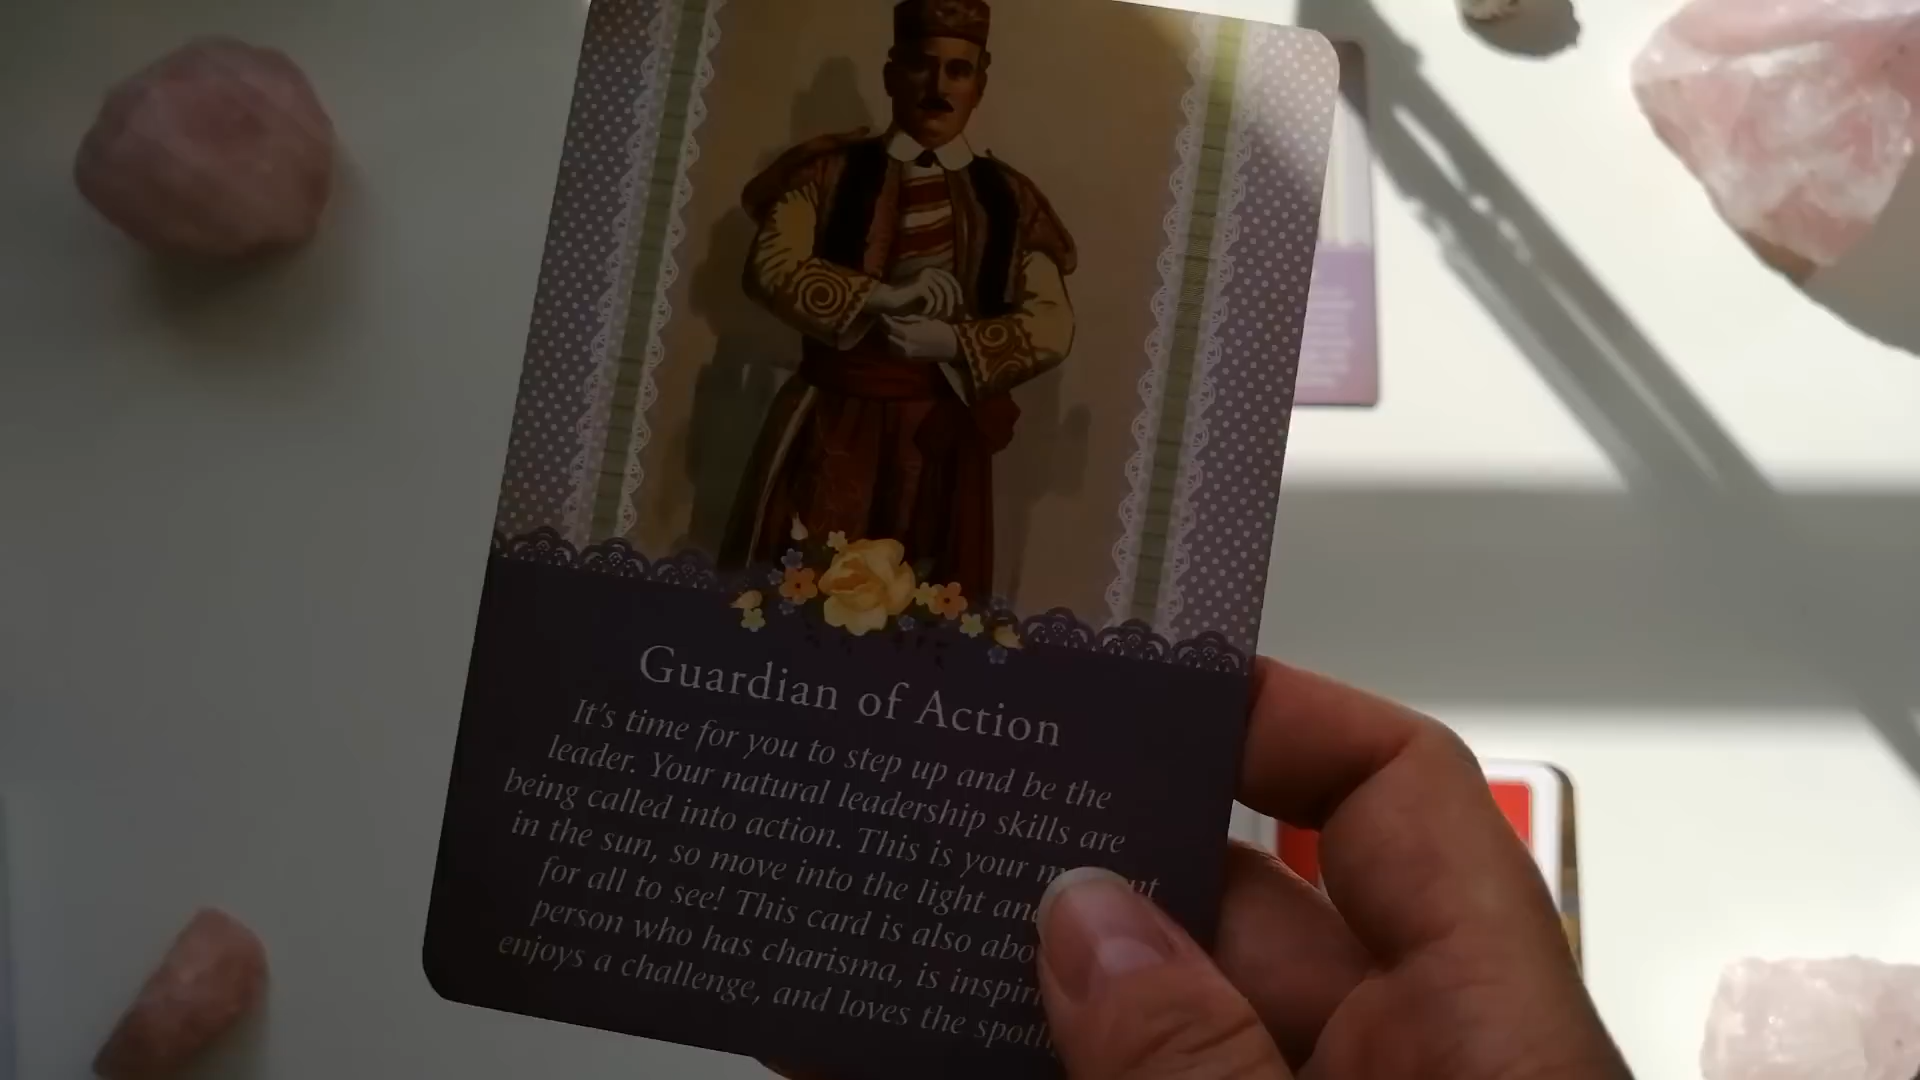 Guardian of Action
It's time for you to step up and be the
leader. Your natural leadership skills are
being called into action. This is your
in the sun, so move into the light
for all to see! This card is also
person who has charisma, is
enjoys a challenge, and loves the